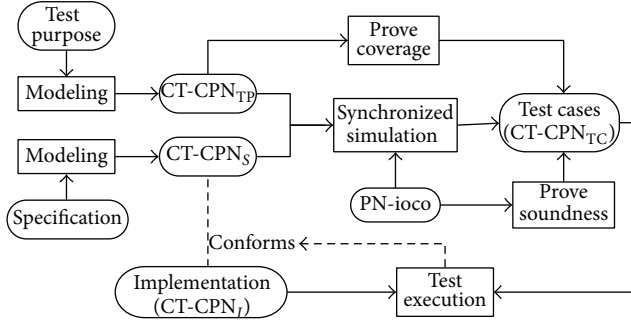 Test
purpose
Prove
coverage
Modeling
CT-CPN_TP
Synchronized
simulation
Test cases
(CT-CPN_TC)
Modeling
CT-CPN_S
Specification
PN-ioco
Prove
soundness
Conforms
Implementation
(CT-CPN_I)
Test
execution